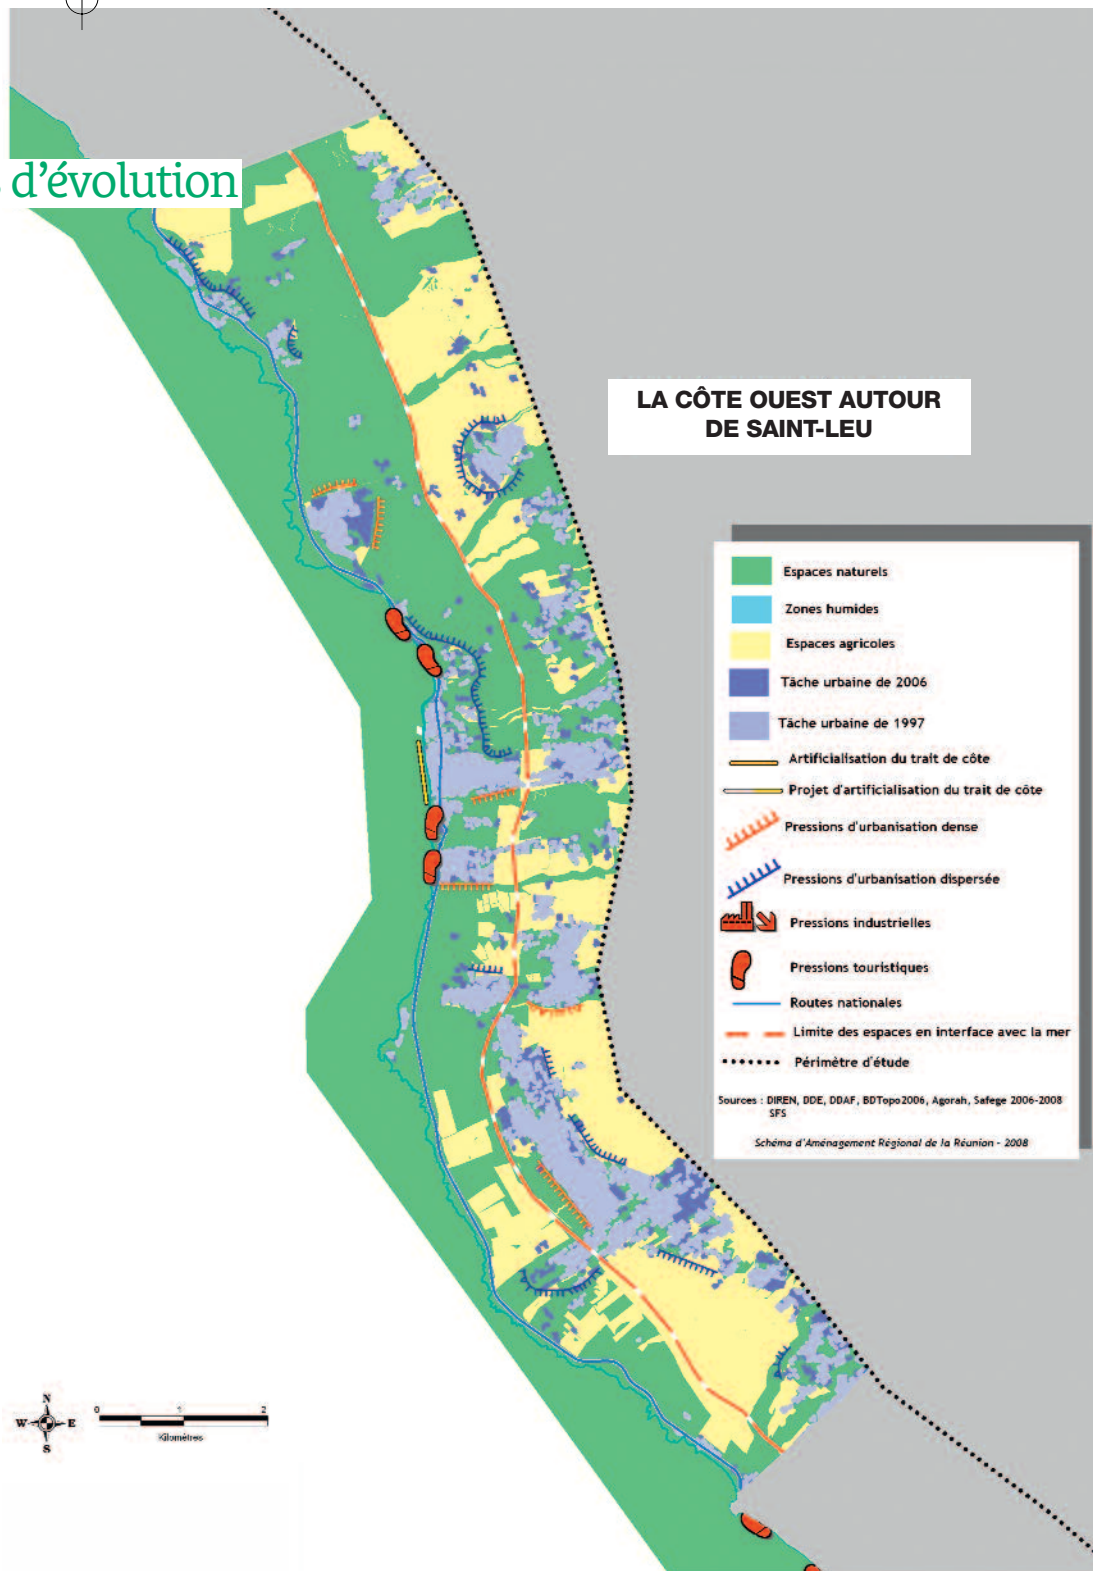 d'évolution
LA CÔTE OUEST AUTOUR
DE SAINT-LEU
Espaces naturels
Zones humides
Espaces agricoles
Tâche urbaine de 2006
Tâche urbaine de 1997
Artificialisation du trait de côte
Projet d'artificialisation du trait de côte
Pressions d'urbanisation dense
Pressions d'urbanisation dispersée
Pressions industrielles
Pressions touristiques
Routes nationales
Limite des espaces en interface avec la mer
Périmètre d'étude
Sources : DIREN, DDE, DDAF, BDTopo2006, Agorah, Safege 2006-2008
SFS
Schéma d'Aménagement Régional de la Réunion - 2008
N
W E
S
0 1 2
Kilomètres